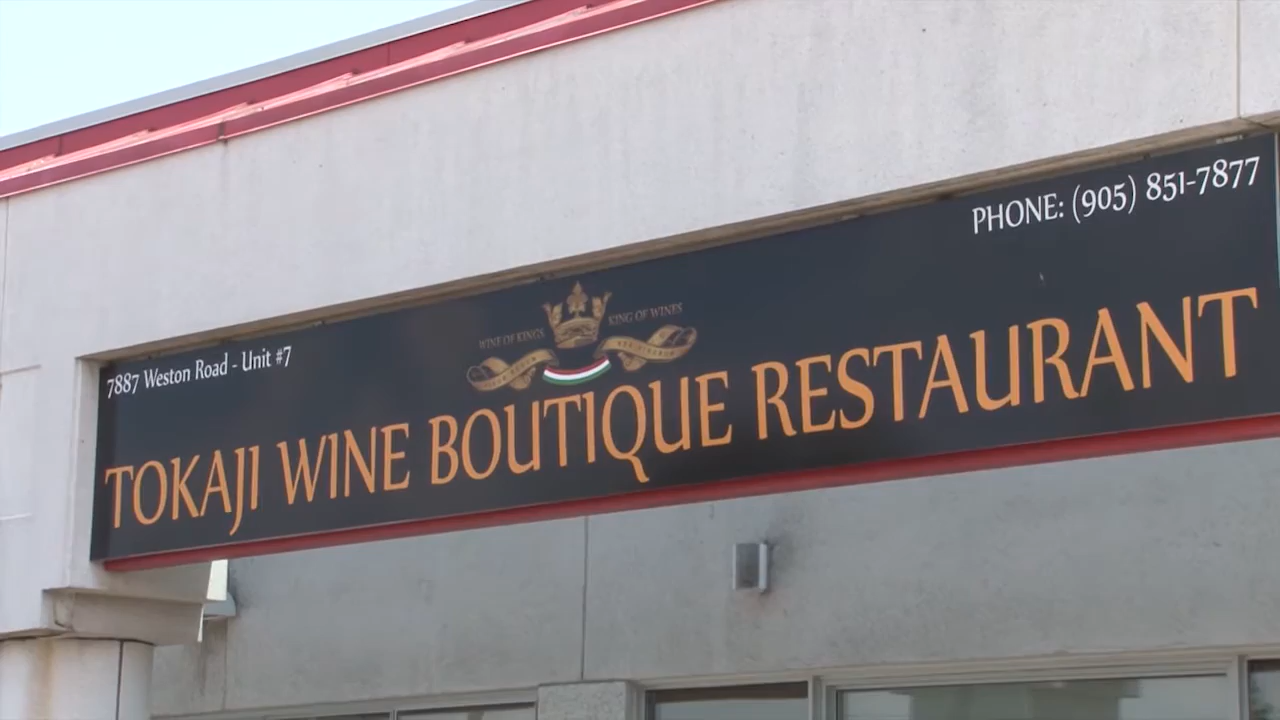 PHONE: (905) 851-7877
WINE OF KINGS KING OF WINES
7887 Weston Road - Unit #7
TOKAJI WINE BOUTIQUE RESTAURANT